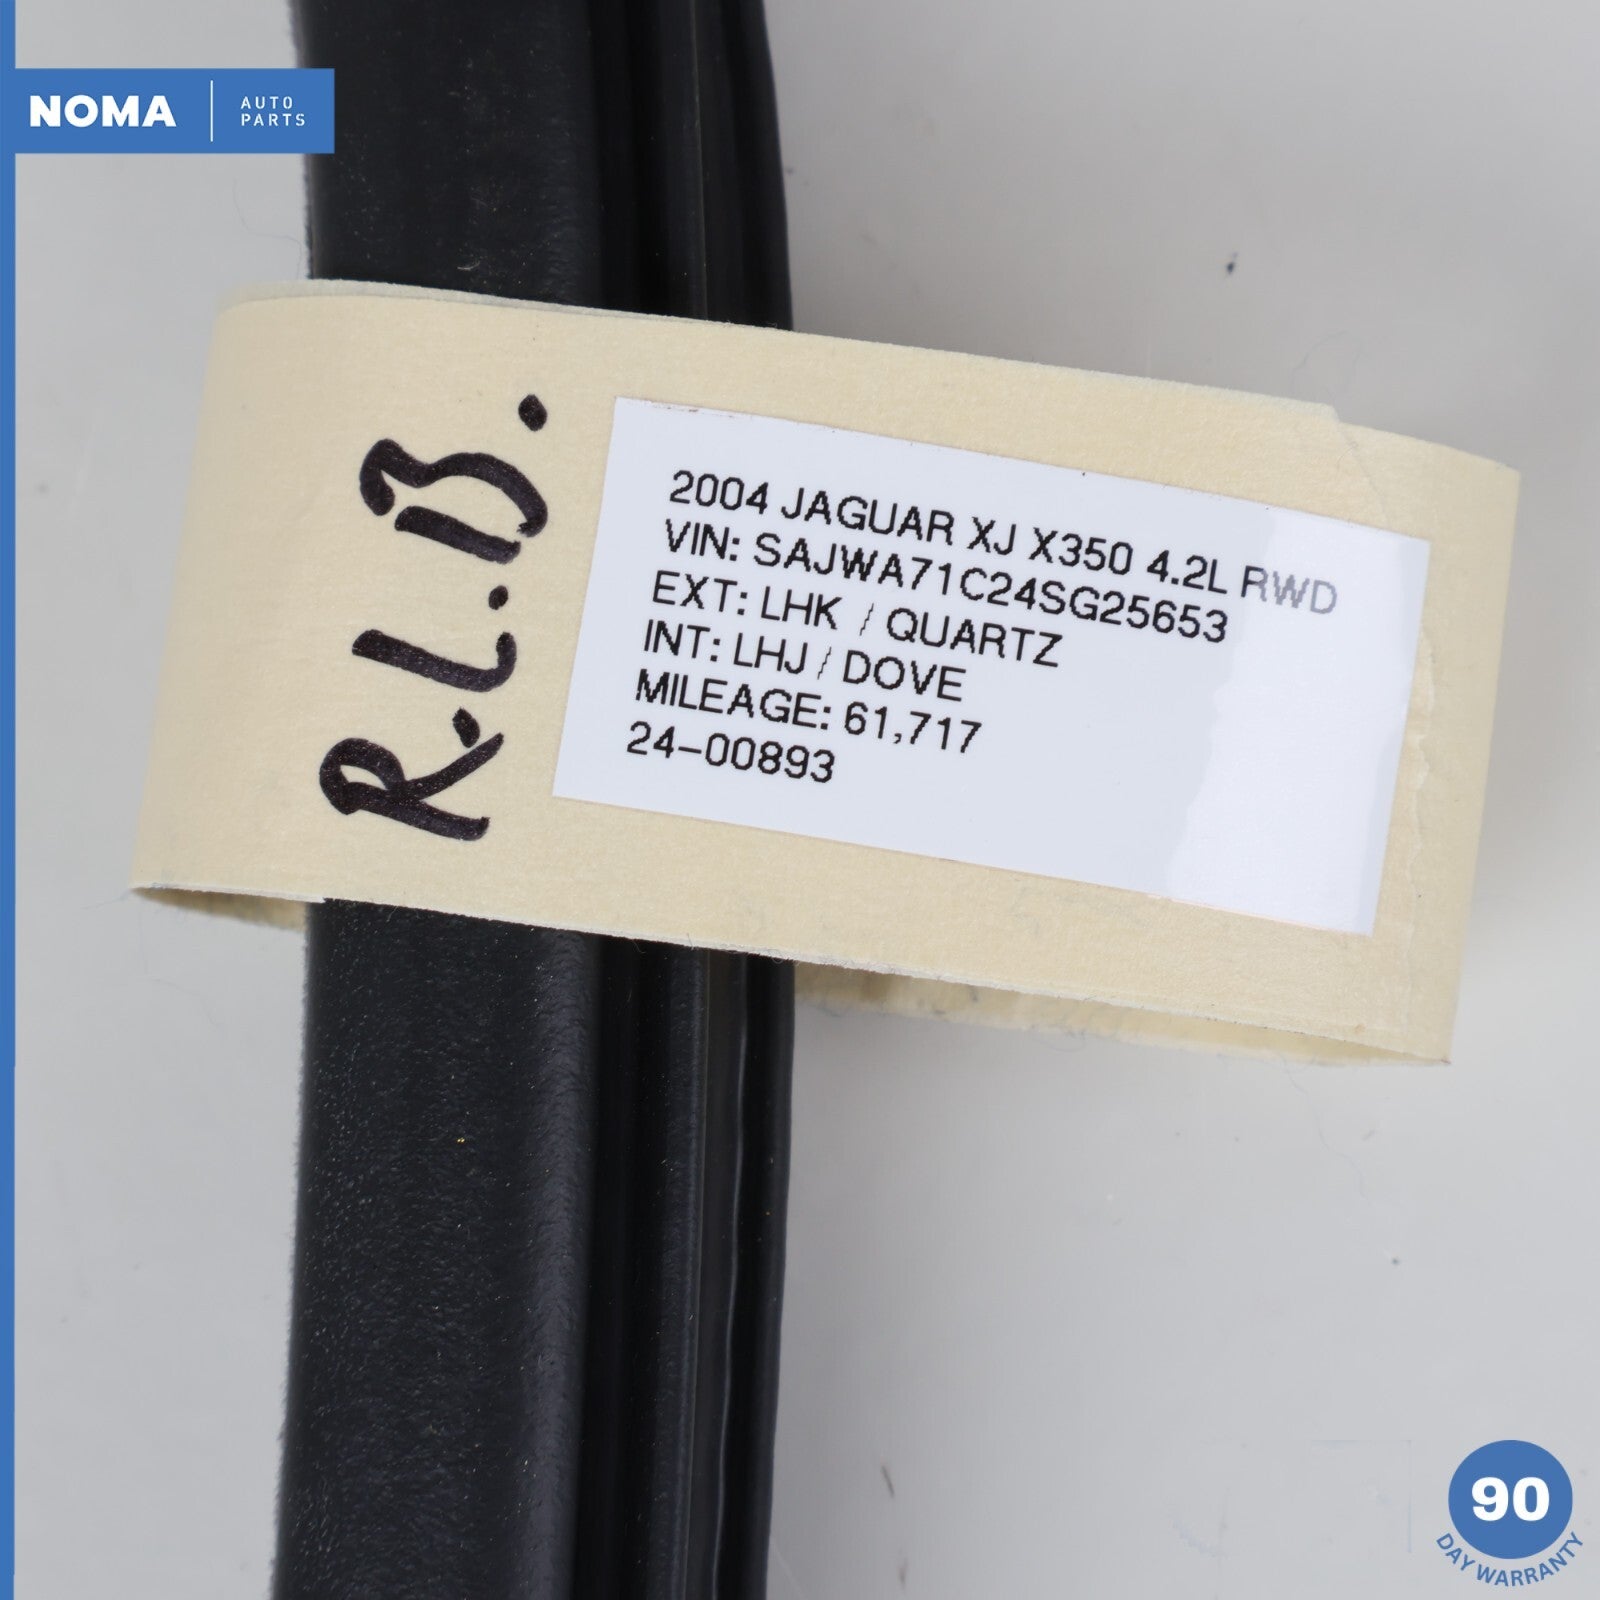 NOMA
AUTO
PARTS
R.L.B.
2004 JAGUAR XJ X350 4.2L RWD
VIN: SAJWA71C24SG25653
EXT: LHK / QUARTZ
INT: LHJ / DOVE
MILEAGE: 61,717
24-00893
90
DAY WARRANTY